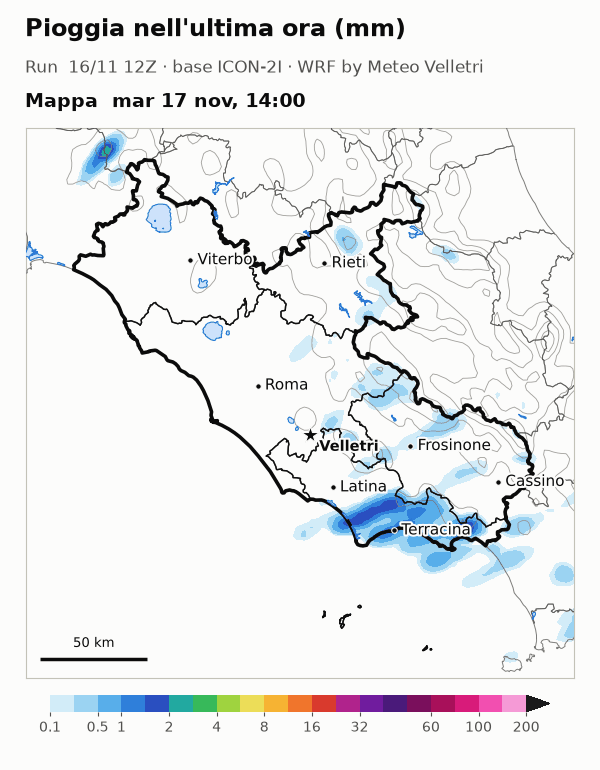 Pioggia nell'ultima ora (mm)
Run  16/11 12Z · base ICON-2I · WRF by Meteo Velletri
Mappa  mar 17 nov, 14:00
Viterbo
Rieti
Roma
Velletri
Frosinone
Latina
Cassino
Terracina
50 km
0.1 0.5 1 2 4 8 16 32 60 100 200